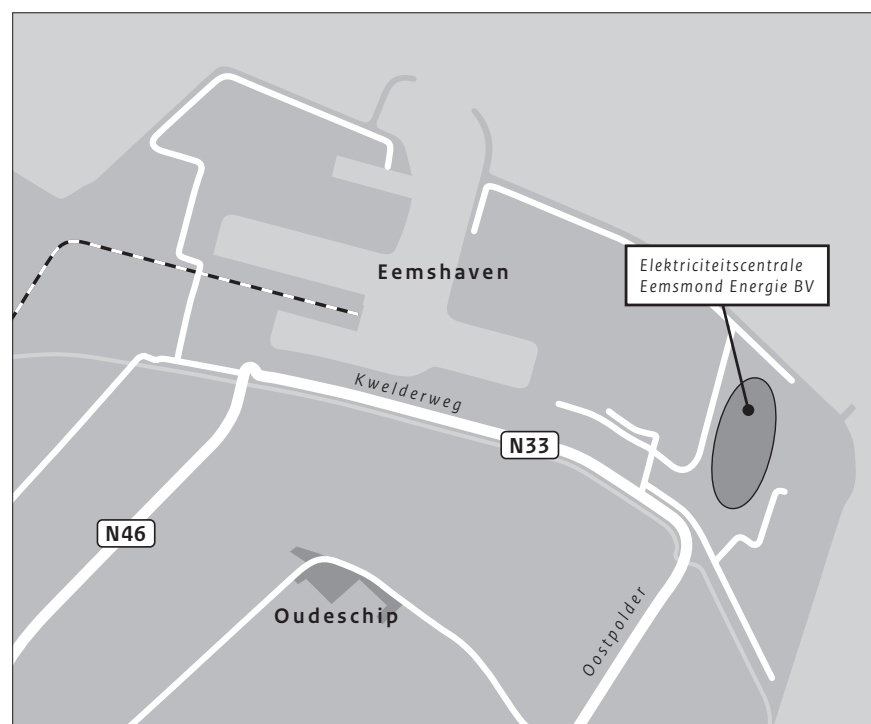 Eemshaven
Elektriciteitscentrale
Eemsmond Energie BV
Kwelderweg
N33
N46
Oudeschip
Oostpolder